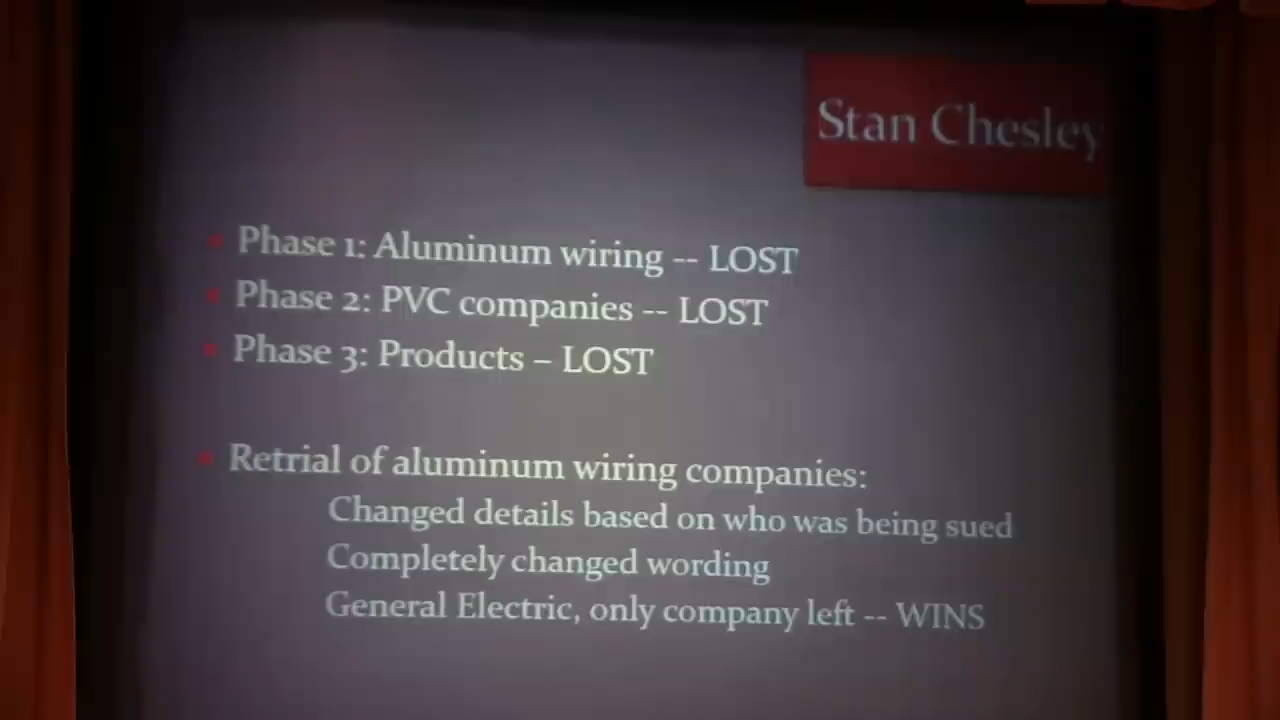 Stan Chesley
Phase 1: Aluminum wiring -- LOST
Phase 2: PVC companies -- LOST
Phase 3: Products – LOST
Retrial of aluminum wiring companies:
Changed details based on who was being sued
Completely changed wording
General Electric, only company left -- WINS